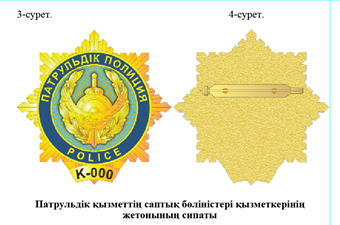 3-сурет.
4-сурет.
ПАТРУЛЬДІК ПОЛИЦИЯ
POLICE
K-000
Патрульдік қызметтің саптық бөліністері қызметкерінің
жетонының сипаты